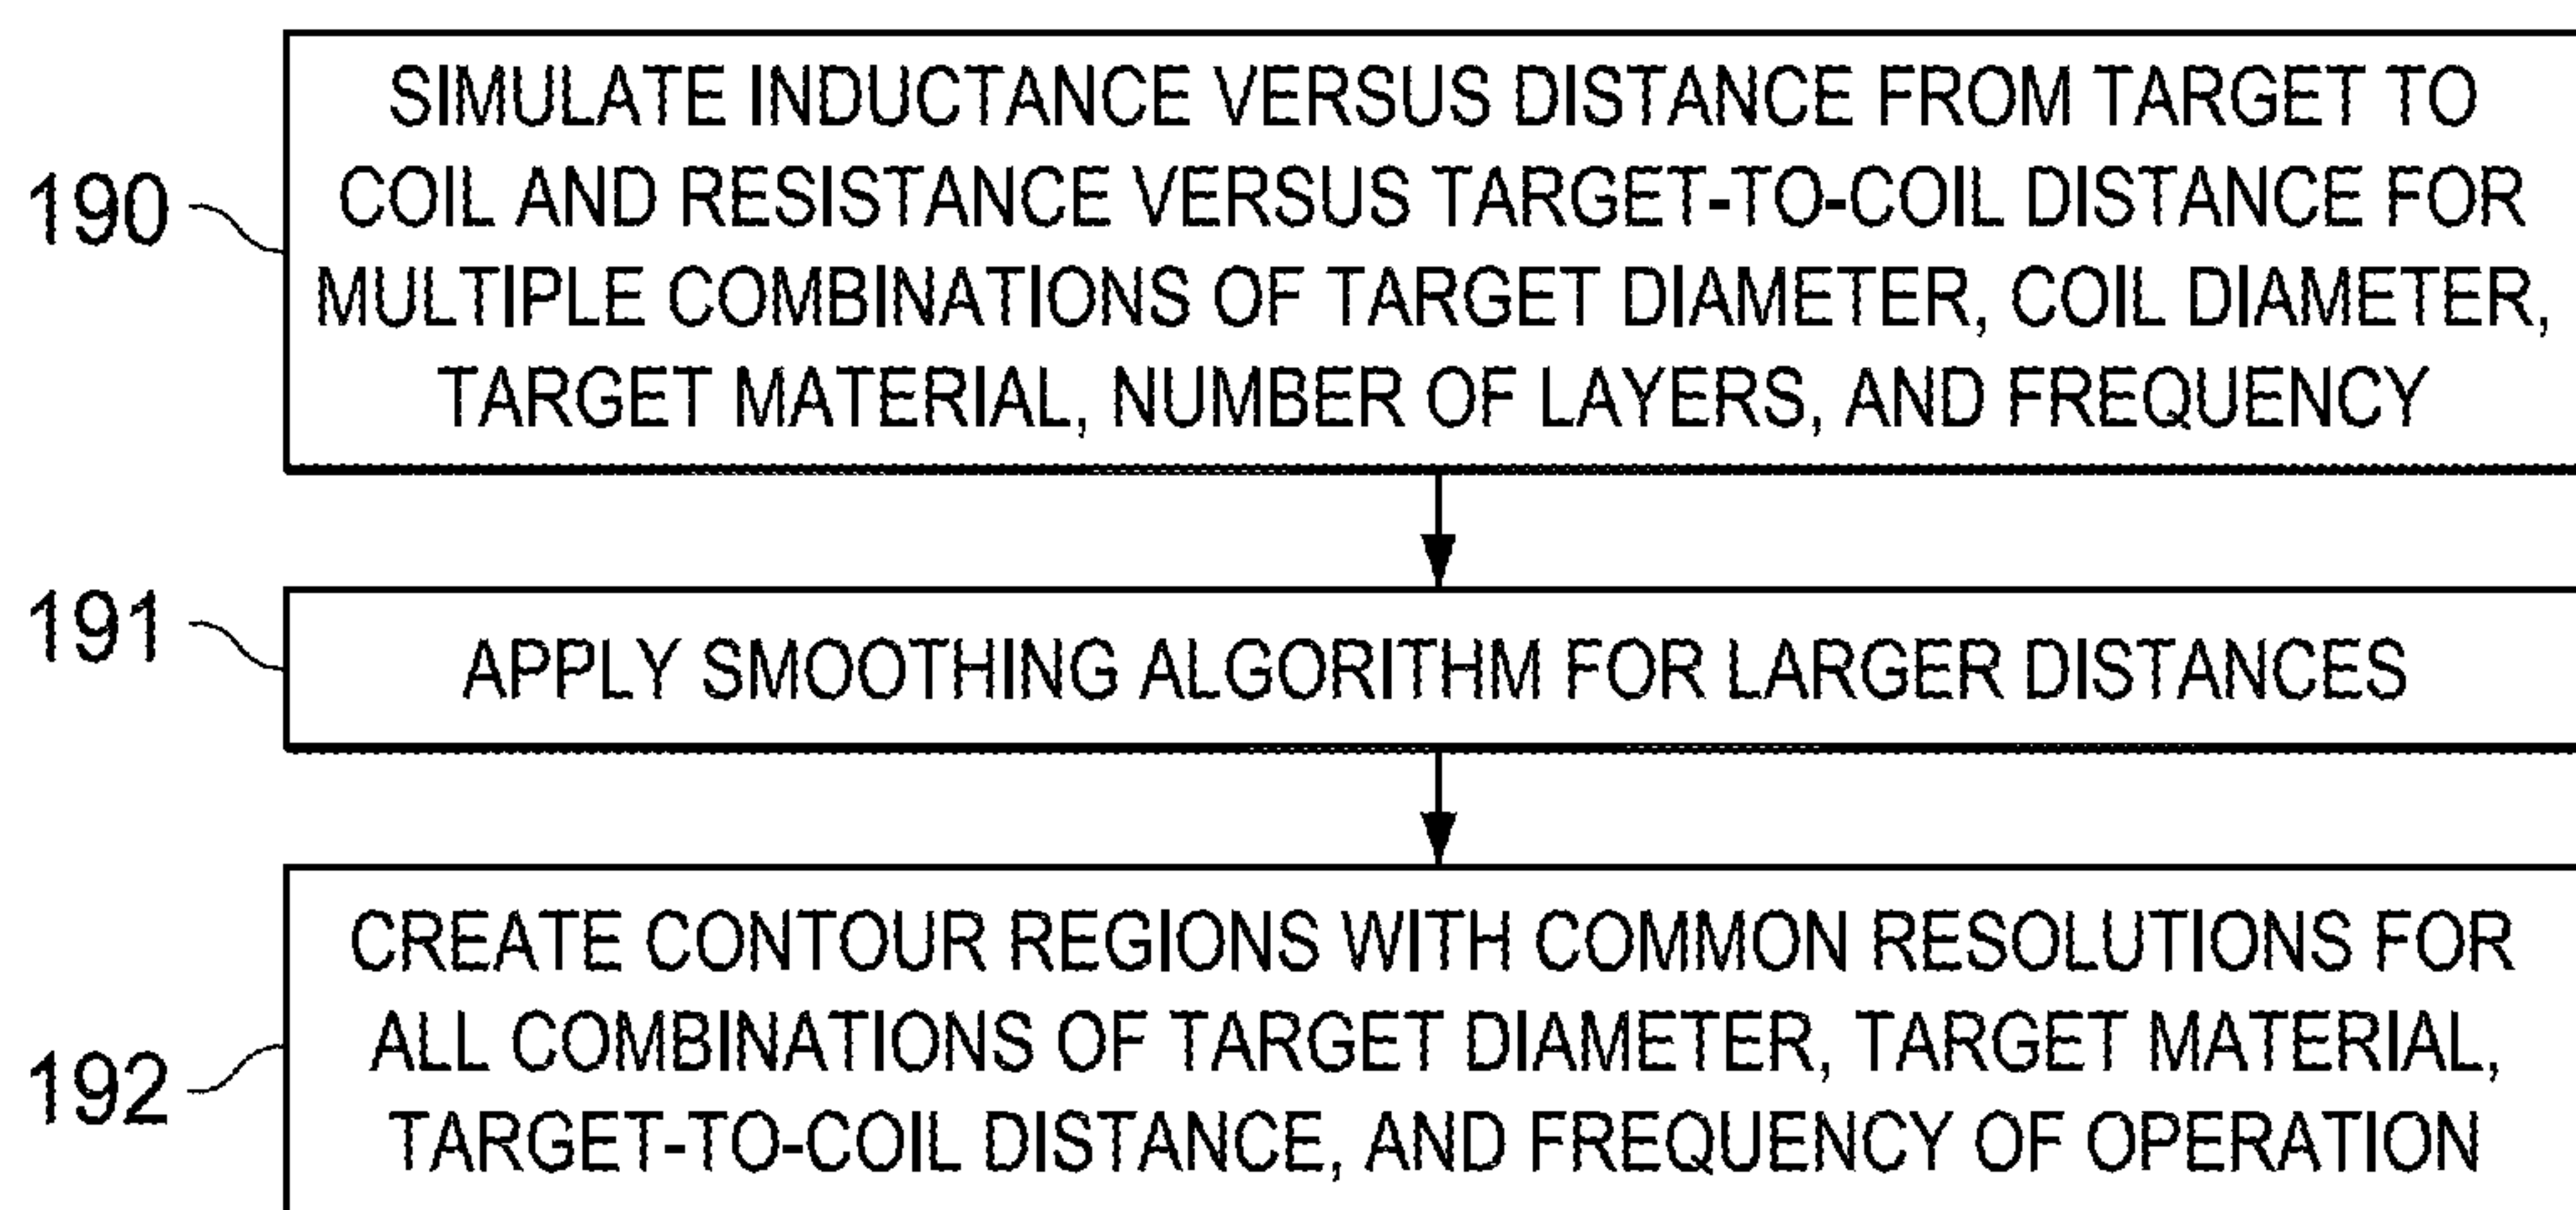 190
SIMULATE INDUCTANCE VERSUS DISTANCE FROM TARGET TO
COIL AND RESISTANCE VERSUS TARGET-TO-COIL DISTANCE FOR
MULTIPLE COMBINATIONS OF TARGET DIAMETER, COIL DIAMETER,
TARGET MATERIAL, NUMBER OF LAYERS, AND FREQUENCY
191
APPLY SMOOTHING ALGORITHM FOR LARGER DISTANCES
192
CREATE CONTOUR REGIONS WITH COMMON RESOLUTIONS FOR
ALL COMBINATIONS OF TARGET DIAMETER, TARGET MATERIAL,
TARGET-TO-COIL DISTANCE, AND FREQUENCY OF OPERATION